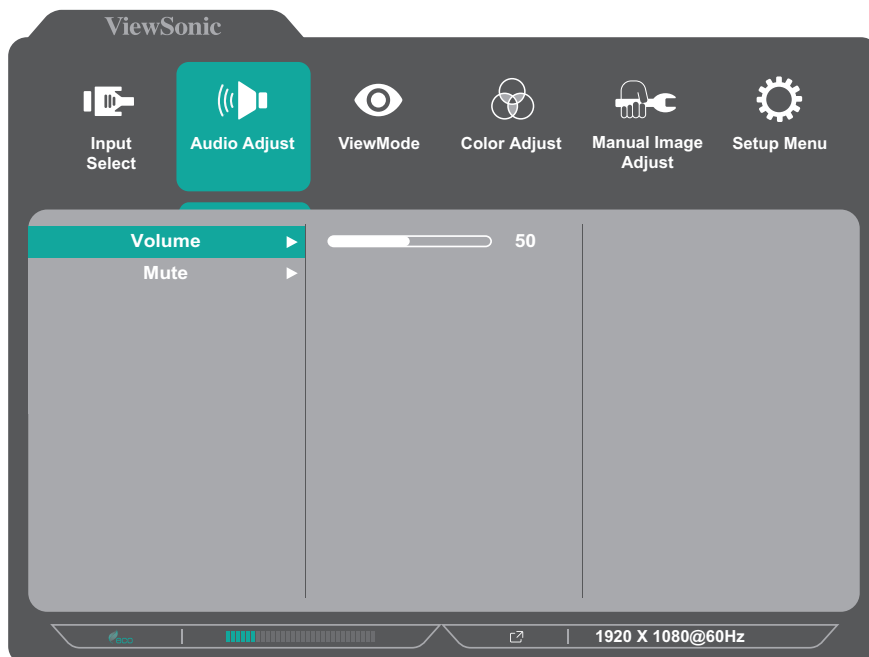 ViewSonic
Input
Select
Audio Adjust
ViewMode
Color Adjust
Manual Image
Adjust
Setup Menu
Volume
50
Mute
eco
1920 X 1080@60Hz